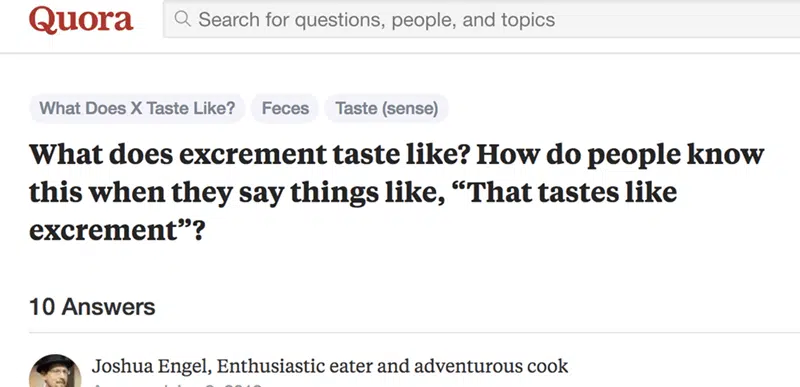 Quora
Search for questions, people, and topics
What Does X Taste Like? Feces Taste (sense)
What does excrement taste like? How do people know
this when they say things like, “That tastes like
excrement”?
10 Answers
Joshua Engel, Enthusiastic eater and adventurous cook